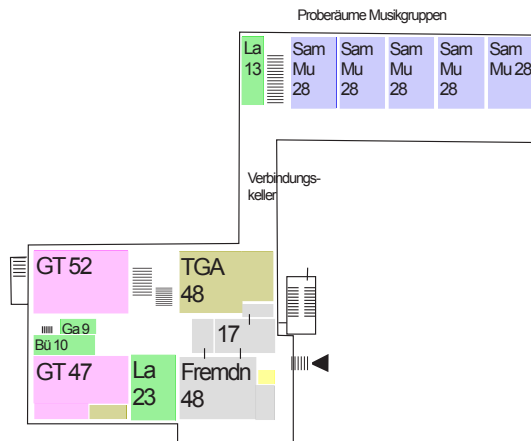 Proberäume Musikgruppen
La
13
Sam
Mu
28
Sam
Mu
28
Sam
Mu
28
Sam
Mu
28
Sam
Mu 28
Verbindungs-
keller
GT 52
TGA
48
Ga 9
Bü 10
17
GT 47
La
23
Fremdn
48